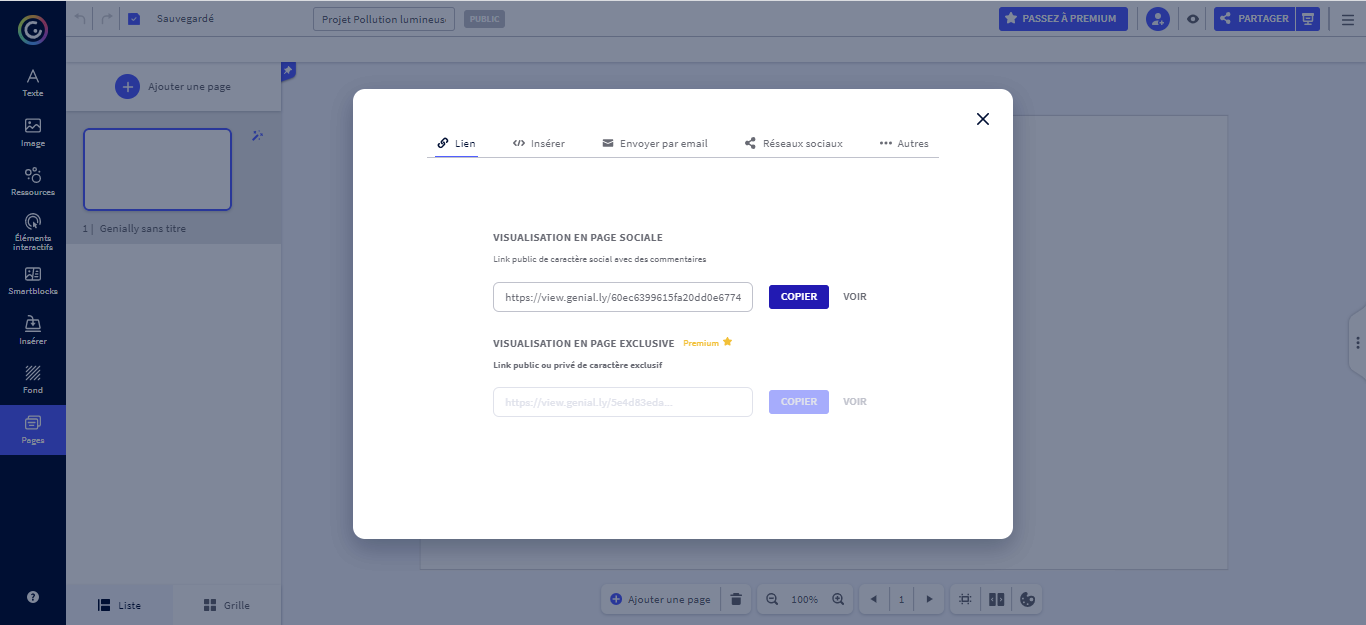 Sauvegardé
Projet Pollution lumineus
PUBLIC
PASSEZ À PREMIUM
PARTAGER
Texte
Image
Ressources
Éléments
interactifs
Smartblocks
Insérer
Fond
Pages
Ajouter une page
1 | Genially sans titre
Lien
Insérer
Envoyer par email
Réseaux sociaux
Autres
VISUALISATION EN PAGE SOCIALE
Link public de caractère social avec des commentaires
https://view.genial.ly/60ec6399615fa20dd0e6774
COPIER
VOIR
VISUALISATION EN PAGE EXCLUSIVE Premium
Link public ou privé de caractère exclusif
https://view.genial.ly/5e4d83eda...
COPIER
VOIR
Liste
Grille
Ajouter une page
100%
1